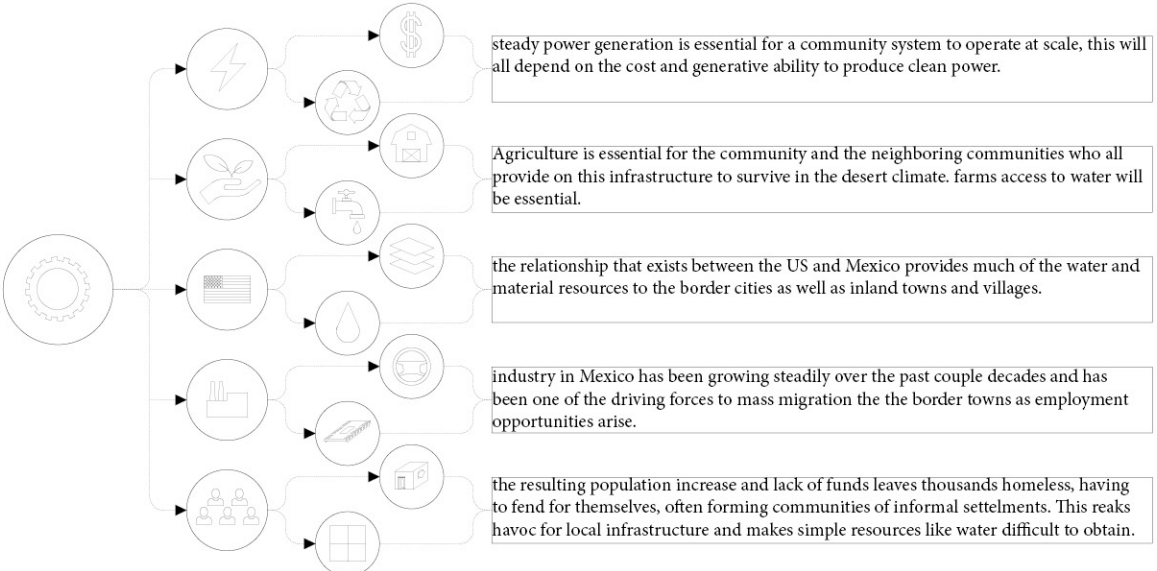 steady power generation is essential for a community system to operate at scale, this will
all depend on the cost and generative ability to produce clean power.
Agriculture is essential for the community and the neighboring communities who all
provide on this infrastructure to survive in the desert climate. farms access to water will
be essential.
the relationship that exists between the US and Mexico provides much of the water and
material resources to the border cities as well as inland towns and villages.
industry in Mexico has been growing steadily over the past couple decades and has
been one of the driving forces to mass migration the the border towns as employment
opportunities arise.
the resulting population increase and lack of funds leaves thousands homeless, having
to fend for themselves, often forming communities of informal settelments. This reaks
havoc for local infrastructure and makes simple resources like water difficult to obtain.